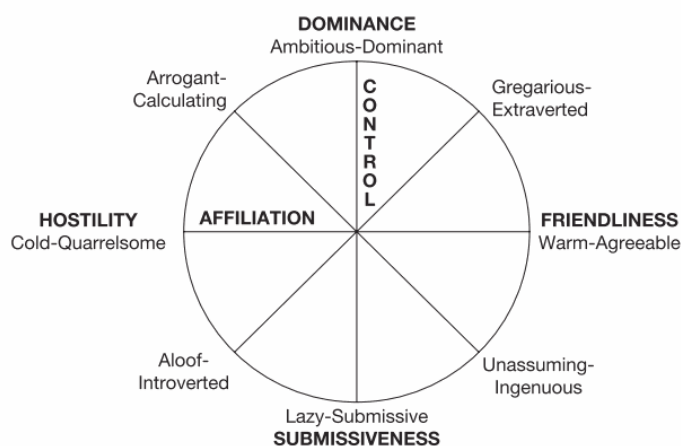 DOMINANCE
Ambitious-Dominant
Arrogant-
Calculating
Gregarious-
Extraverted
CONTROL
HOSTILITY
Cold-Quarrelsome
AFFILIATION
FRIENDLINESS
Warm-Agreeable
Aloof-
Introverted
Unassuming-
Ingenuous
Lazy-Submissive
SUBMISSIVENESS